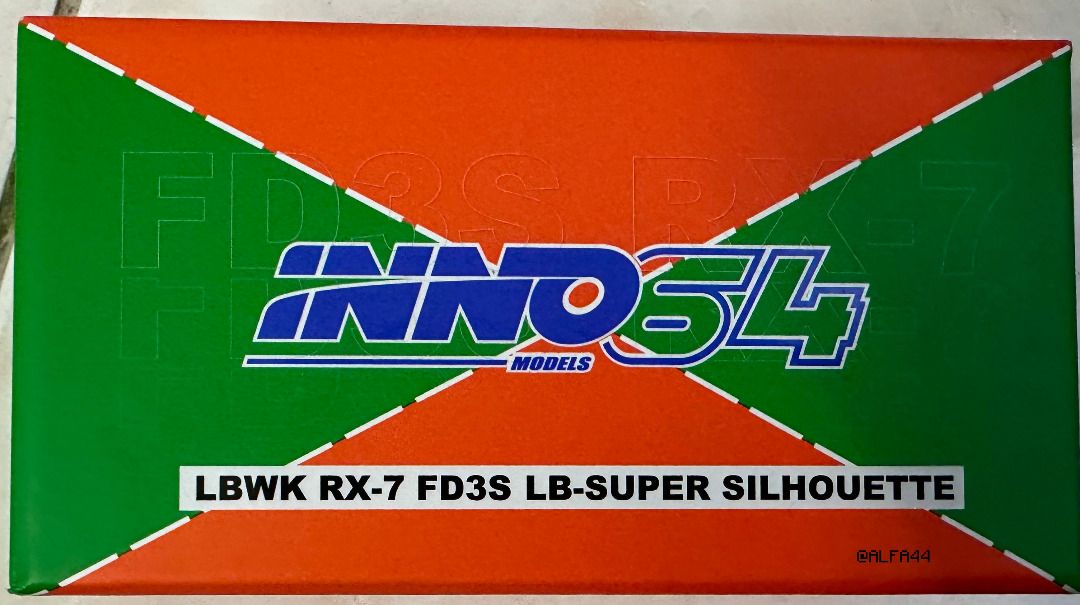 FD3S RX-7
INNO64
MODELS
LBWK RX-7 FD3S LB-SUPER SILHOUETTE
@ALFA44